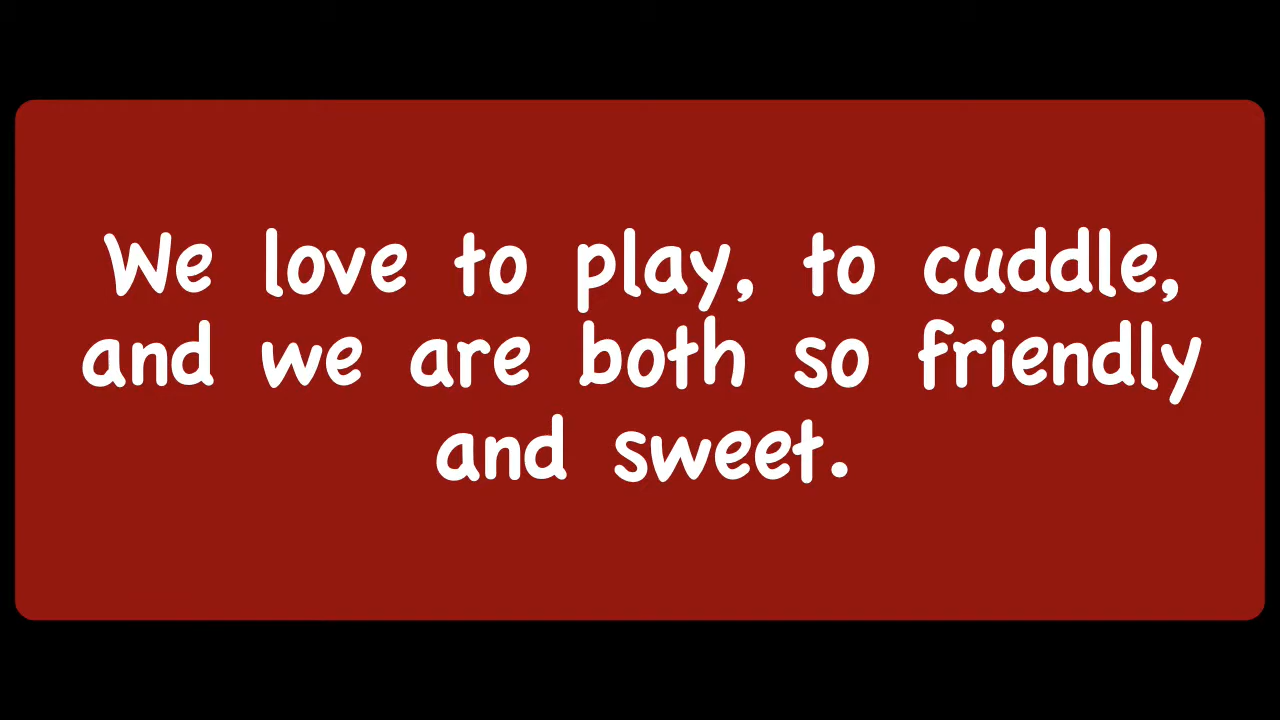 We love to play, to cuddle,
and we are both so friendly
and sweet.